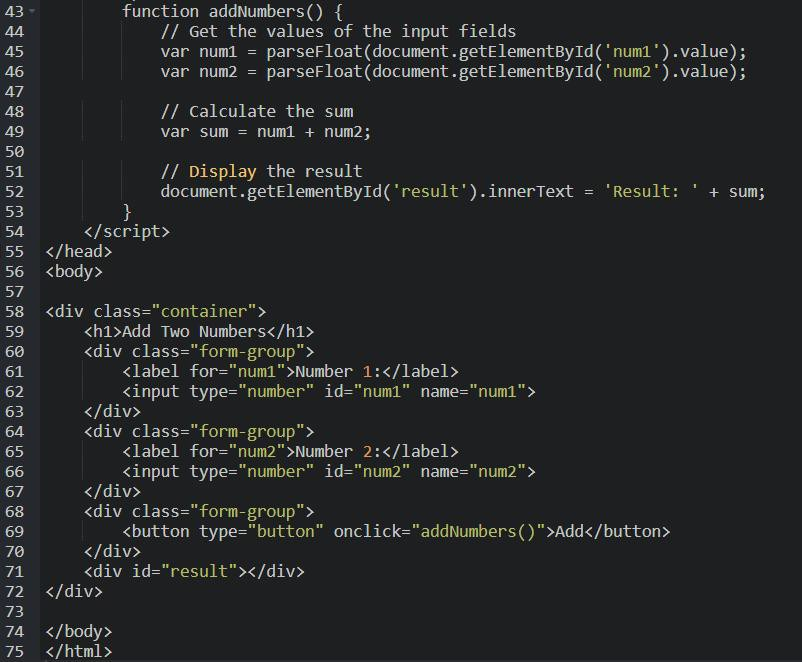 43 function addNumbers() {
44 // Get the values of the input fields
45 var num1 = parseFloat(document.getElementById('num1').value);
46 var num2 = parseFloat(document.getElementById('num2').value);
47
48 // Calculate the sum
49 var sum = num1 + num2;
50
51 // Display the result
52 document.getElementById('result').innerText = 'Result: ' + sum;
53 }
54 </script>
55 </head>
56 <body>
57
58 <div class="container">
59 <h1>Add Two Numbers</h1>
60 <div class="form-group">
61 <label for="num1">Number 1:</label>
62 <input type="number" id="num1" name="num1">
63 </div>
64 <div class="form-group">
65 <label for="num2">Number 2:</label>
66 <input type="number" id="num2" name="num2">
67 </div>
68 <div class="form-group">
69 <button type="button" onclick="addNumbers()">Add</button>
70 </div>
71 <div id="result"></div>
72 </div>
73
74 </body>
75 </html>